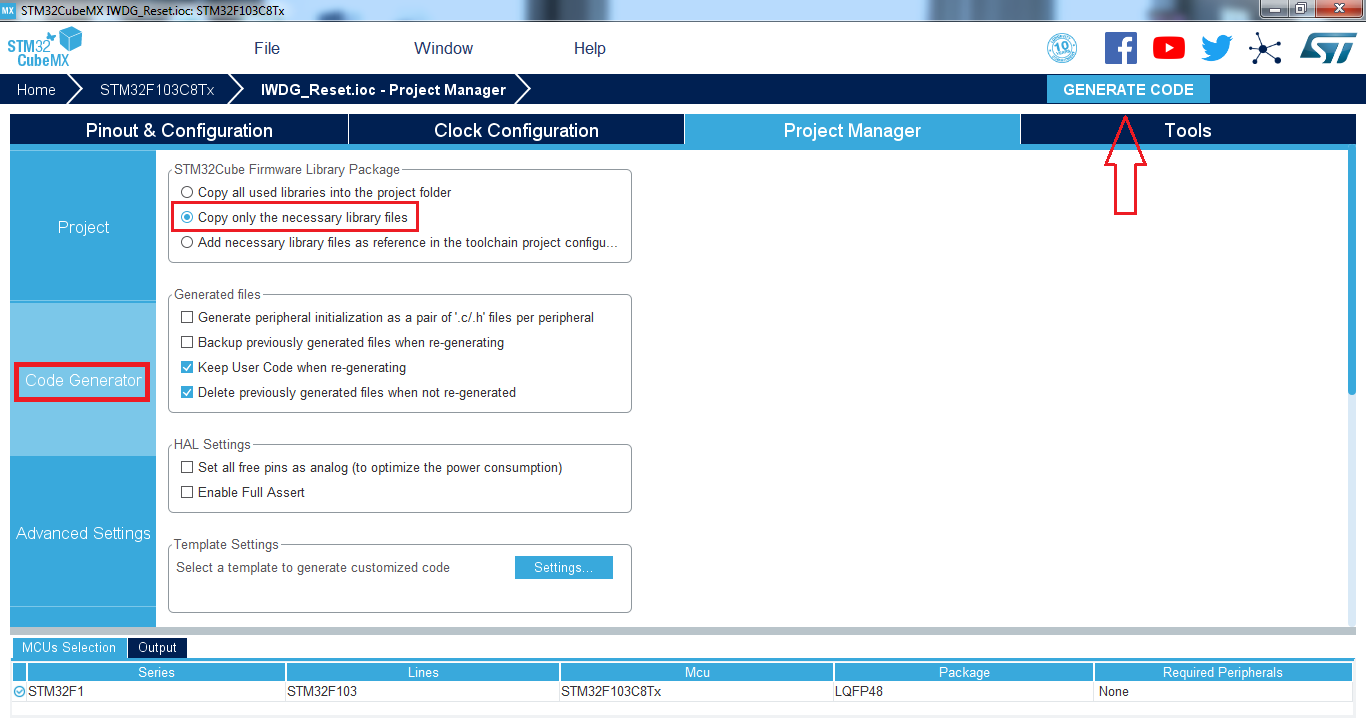 MX STM32CubeMX IWDG_Reset.ioc: STM32F103C8Tx
STM32
CubeMX
File Window Help
10
ST
Home STM32F103C8Tx IWDG_Reset.ioc - Project Manager GENERATE CODE
Pinout & Configuration Clock Configuration Project Manager Tools
Project
Code Generator
Advanced Settings
STM32Cube Firmware Library Package
Copy all used libraries into the project folder
Copy only the necessary library files
Add necessary library files as reference in the toolchain project configu...
Generated files
Generate peripheral initialization as a pair of '.c/.h' files per peripheral
Backup previously generated files when re-generating
Keep User Code when re-generating
Delete previously generated files when not re-generated
HAL Settings
Set all free pins as analog (to optimize the power consumption)
Enable Full Assert
Template Settings
Select a template to generate customized code Settings...
MCUs Selection Output
Series Lines Mcu Package Required Peripherals
STM32F1 STM32F103 STM32F103C8Tx LQFP48 None